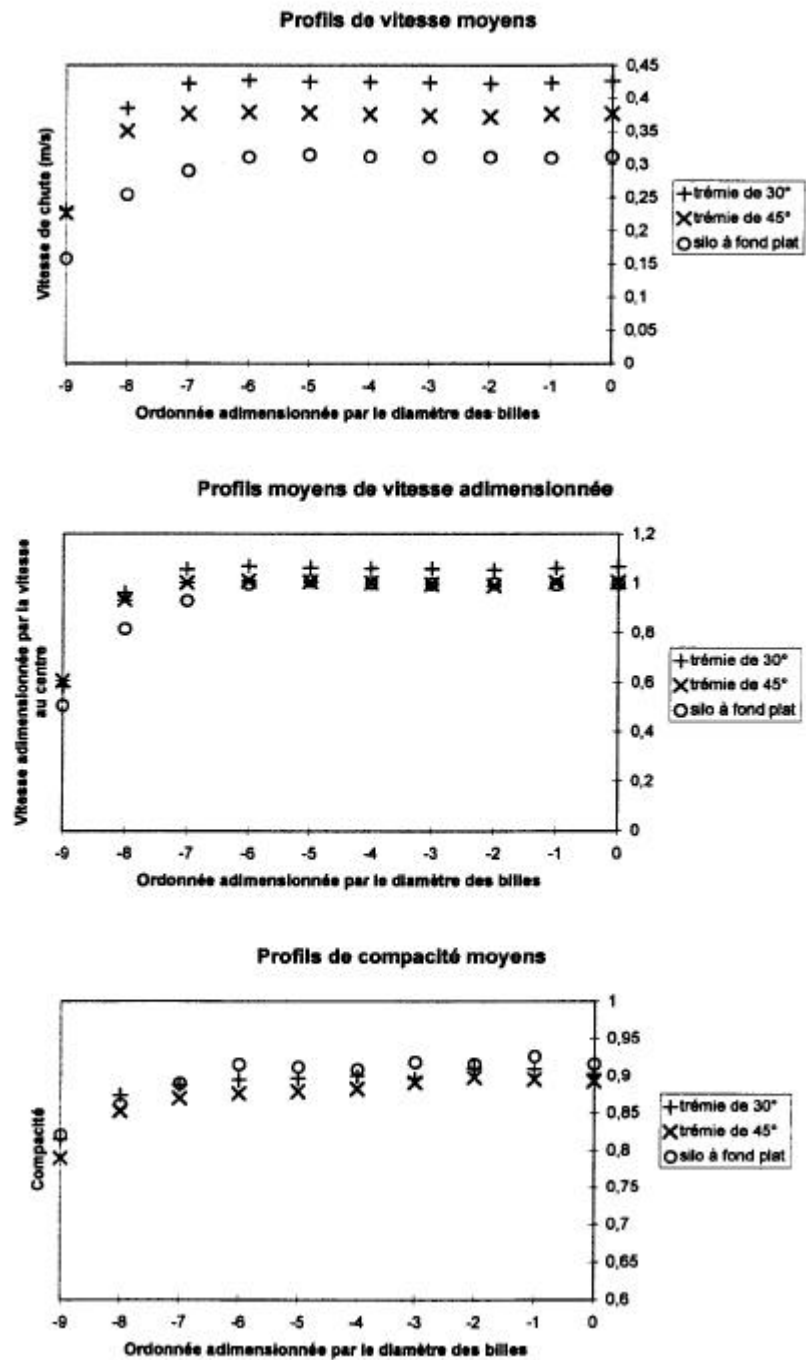 Profils de vitesse moyens
Vitesse de chute (m/s)
0,45
0,4
0,35
0,3
0,25
0,2
0,15
0,1
0,05
0
trémie de 30°
trémie de 45°
silo à fond plat
-9 -8 -7 -6 -5 -4 -3 -2 -1 0
Ordonnée adimensionnée par le diamètre des billes
Profils moyens de vitesse adimensionnée
Vitesse adimensionnée par la vitesse
au centre
1,2
1
0,8
0,6
0,4
0,2
0
trémie de 30°
trémie de 45°
silo à fond plat
-9 -8 -7 -6 -5 -4 -3 -2 -1 0
Ordonnée adimensionnée par le diamètre des billes
Profils de compacité moyens
Compacité
1
0,95
0,9
0,85
0,8
0,75
0,7
0,65
0,6
trémie de 30°
trémie de 45°
silo à fond plat
-9 -8 -7 -6 -5 -4 -3 -2 -1 0
Ordonnée adimensionnée par le diamètre des billes